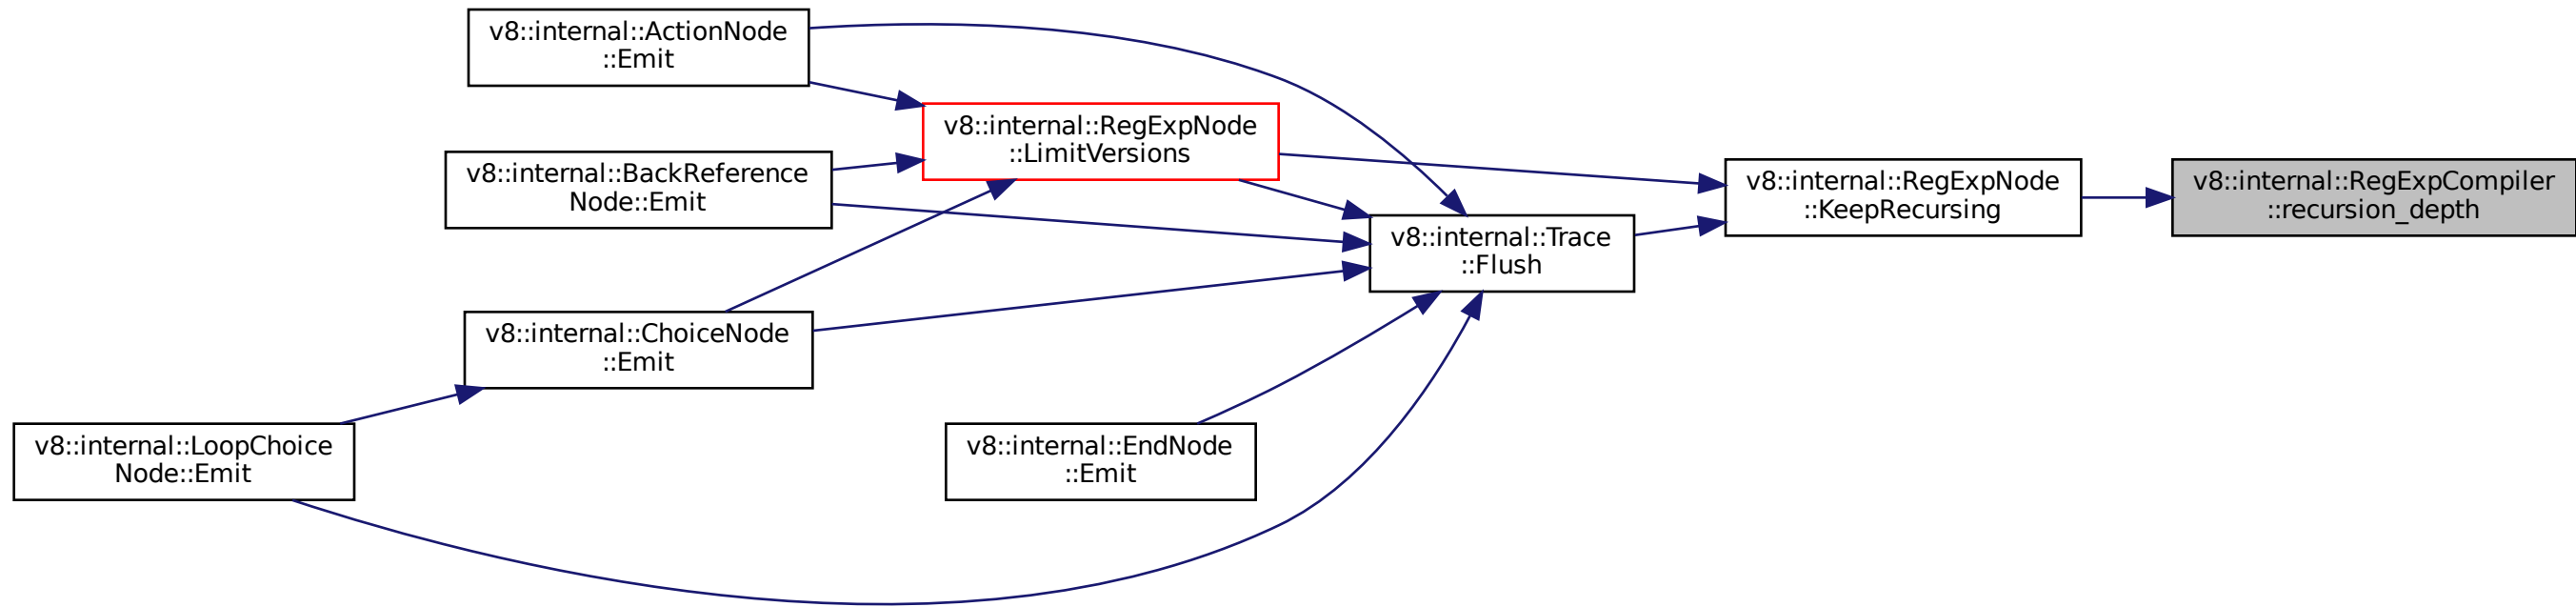 v8::internal::ActionNode
::Emit
v8::internal::RegExpNode
::LimitVersions
v8::internal::BackReference
Node::Emit
v8::internal::RegExpNode
::KeepRecursing
v8::internal::RegExpCompiler
::recursion_depth
v8::internal::Trace
::Flush
v8::internal::ChoiceNode
::Emit
v8::internal::LoopChoice
Node::Emit
v8::internal::EndNode
::Emit